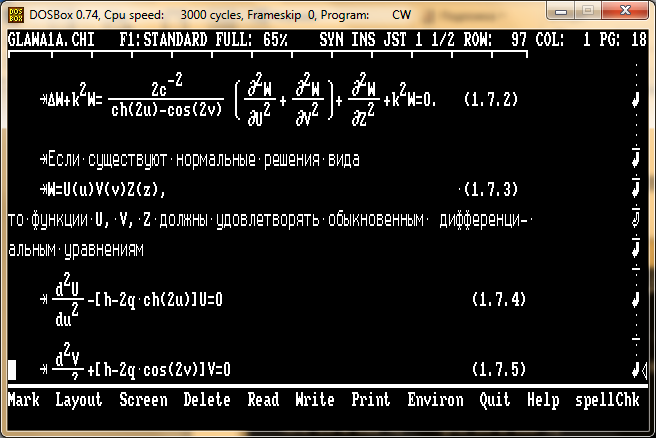 DOSBox 0.74, Cpu speed: 3000 cycles, Frameskip 0, Program: CW
GLAWA1A.CHI F1:STANDARD FULL: 65% SYN INS JST 1 1/2 ROW: 97 COL: 1 PG: 18
ΔW+k²W= 2c⁻²/(ch(2u)-cos(2v)) (∂²W/∂U² + ∂²W/∂V²)+ ∂²W/∂Z² +k²W=0. (1.7.2)
Если существуют нормальные решения вида
W=U(u)V(v)Z(z), (1.7.3)
то функции U, V, Z должны удовлетворять обыкновенным дифференци-
альным уравнениям
d²U/du² -[h-2q ch(2u)]U=0 (1.7.4)
d²V/ 2 +[h-2q cos(2v)]V=0 (1.7.5)
Mark Layout Screen Delete Read Write Print Environ Quit Help spellChk